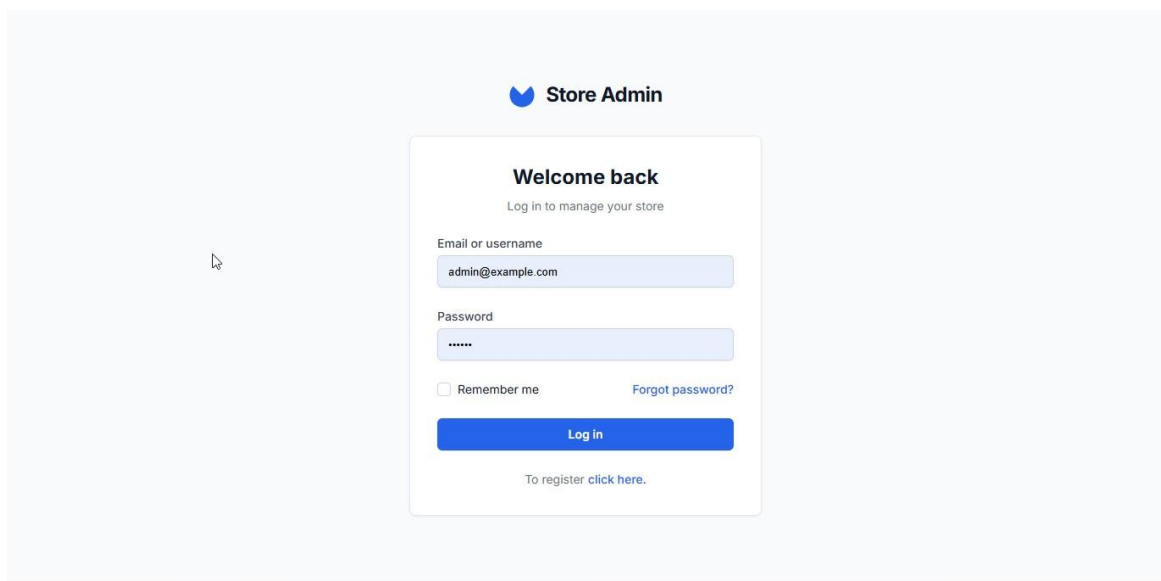 Store Admin
Welcome back
Log in to manage your store
Email or username
admin@example.com
Password
••••••
Remember me
Forgot password?
Log in
To register click here.